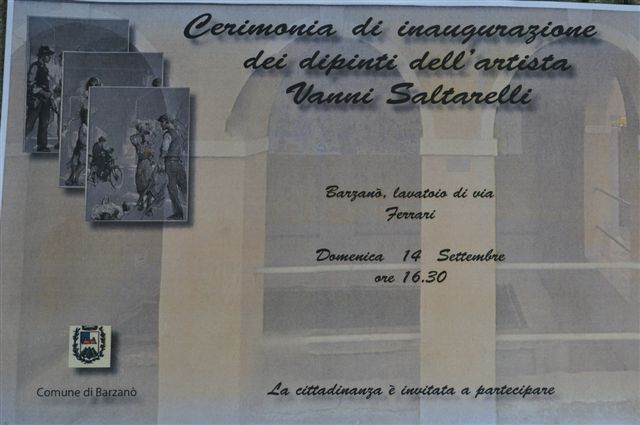 Cerimonia di inaugurazione
dei dipinti dell'artista
Vanni Saltarelli
Barzanò, lavatoio di via
Ferrari
Domenica 14 Settembre
ore 16.30
Comune di Barzanò
La cittadinanza è invitata a partecipare